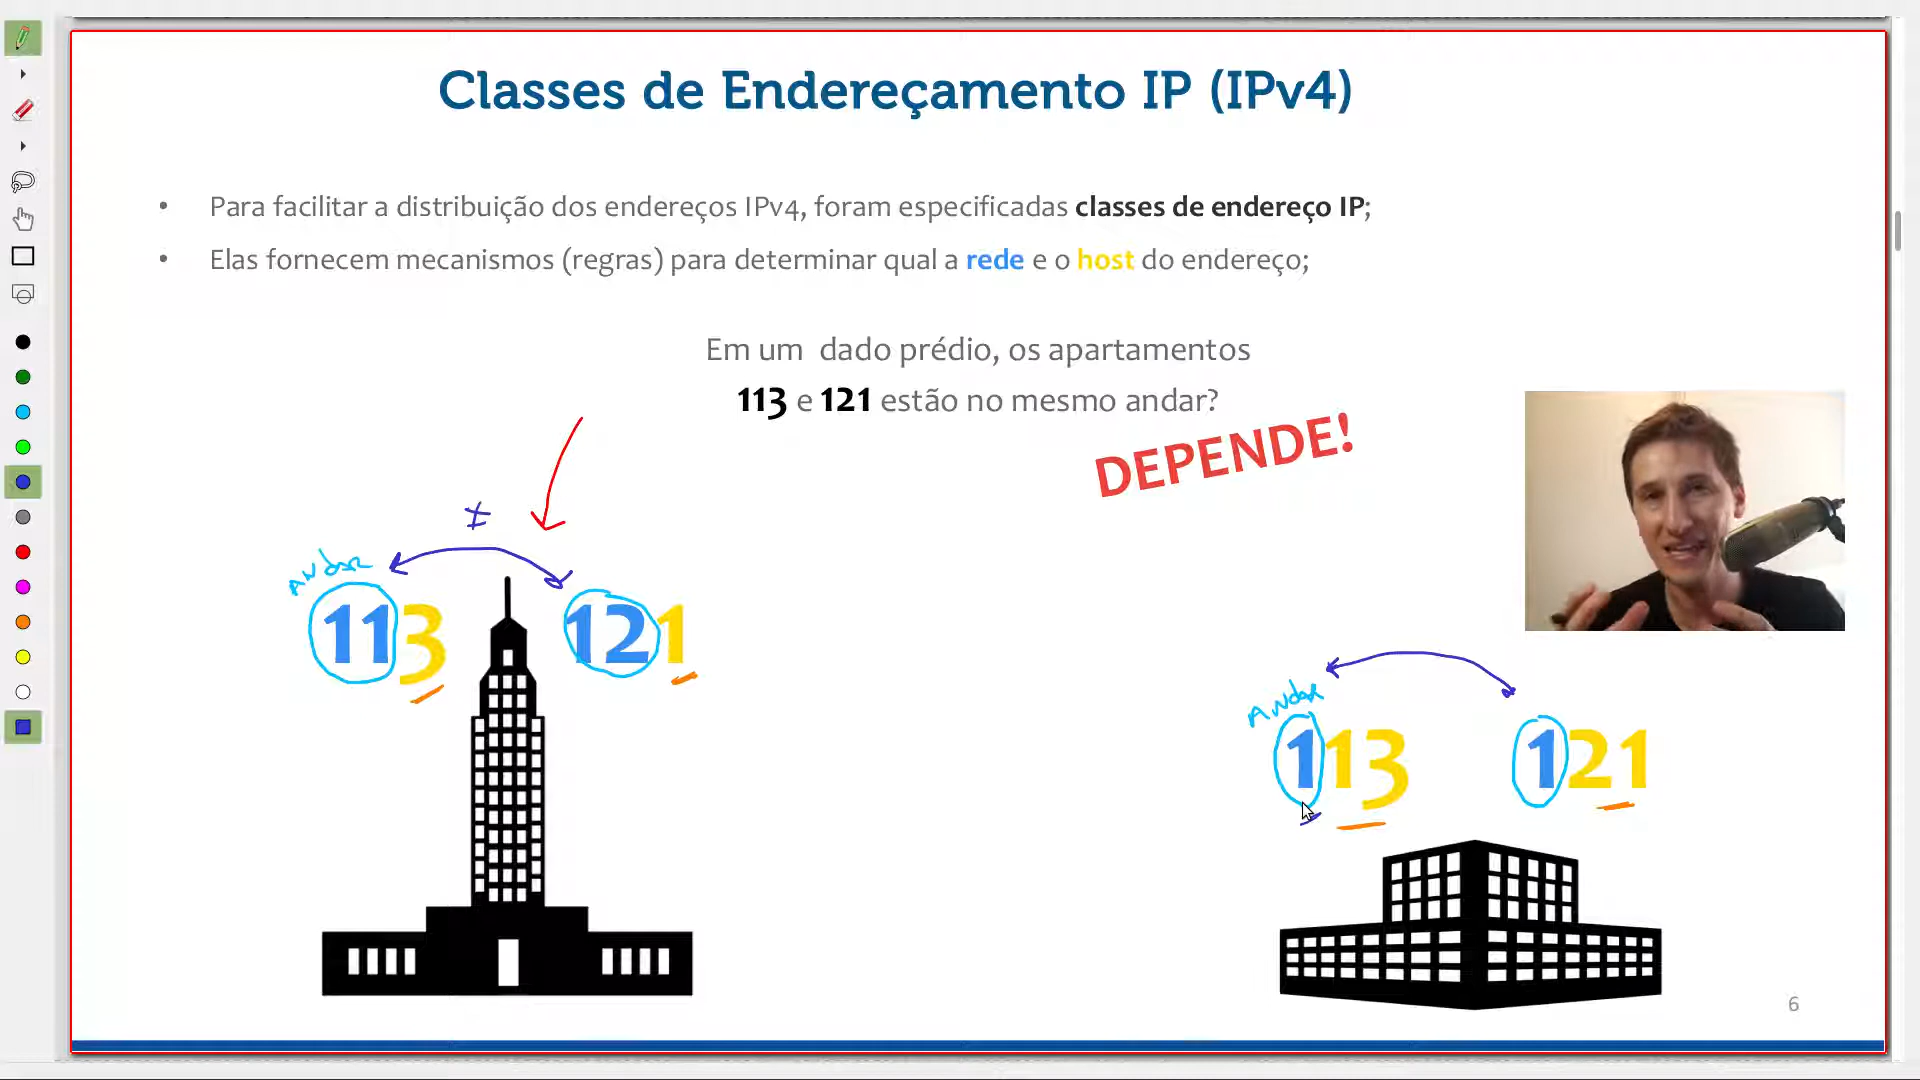 Classes de Endereçamento IP (IPv4)
• Para facilitar a distribuição dos endereços IPv4, foram especificadas classes de endereço IP;
• Elas fornecem mecanismos (regras) para determinar qual a rede e o host do endereço;
Em um dado prédio, os apartamentos
113 e 121 estão no mesmo andar?
DEPENDE!
≠
ANDAR
113 121
ANDAR
113 121
6